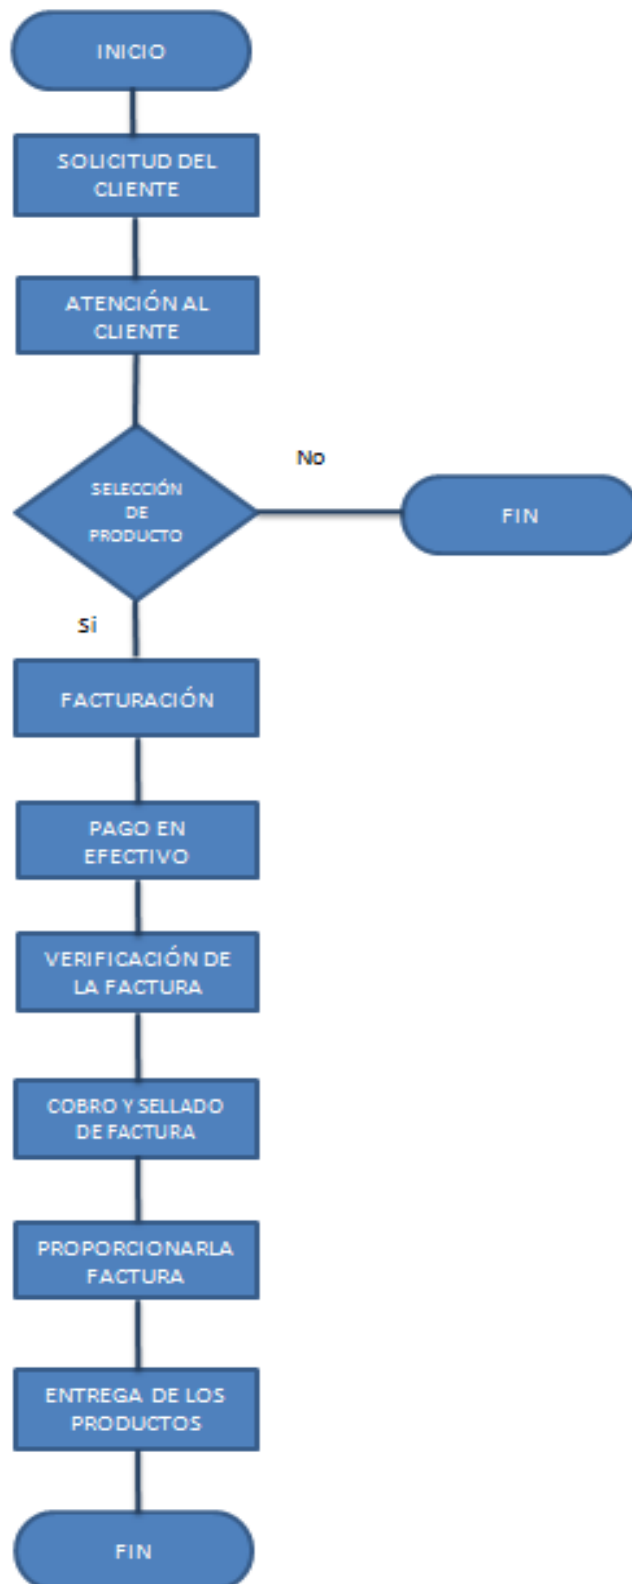 INICIO
SOLICITUD DEL
CLIENTE
ATENCIÓN AL
CLIENTE
SELECCIÓN
DE
PRODUCTO
No
FIN
Si
FACTURACIÓN
PAGO EN
EFECTIVO
VERIFICACIÓN DE
LA FACTURA
COBRO Y SELLADO
DE FACTURA
PROPORCIONARLA
FACTURA
ENTREGA DE LOS
PRODUCTOS
FIN